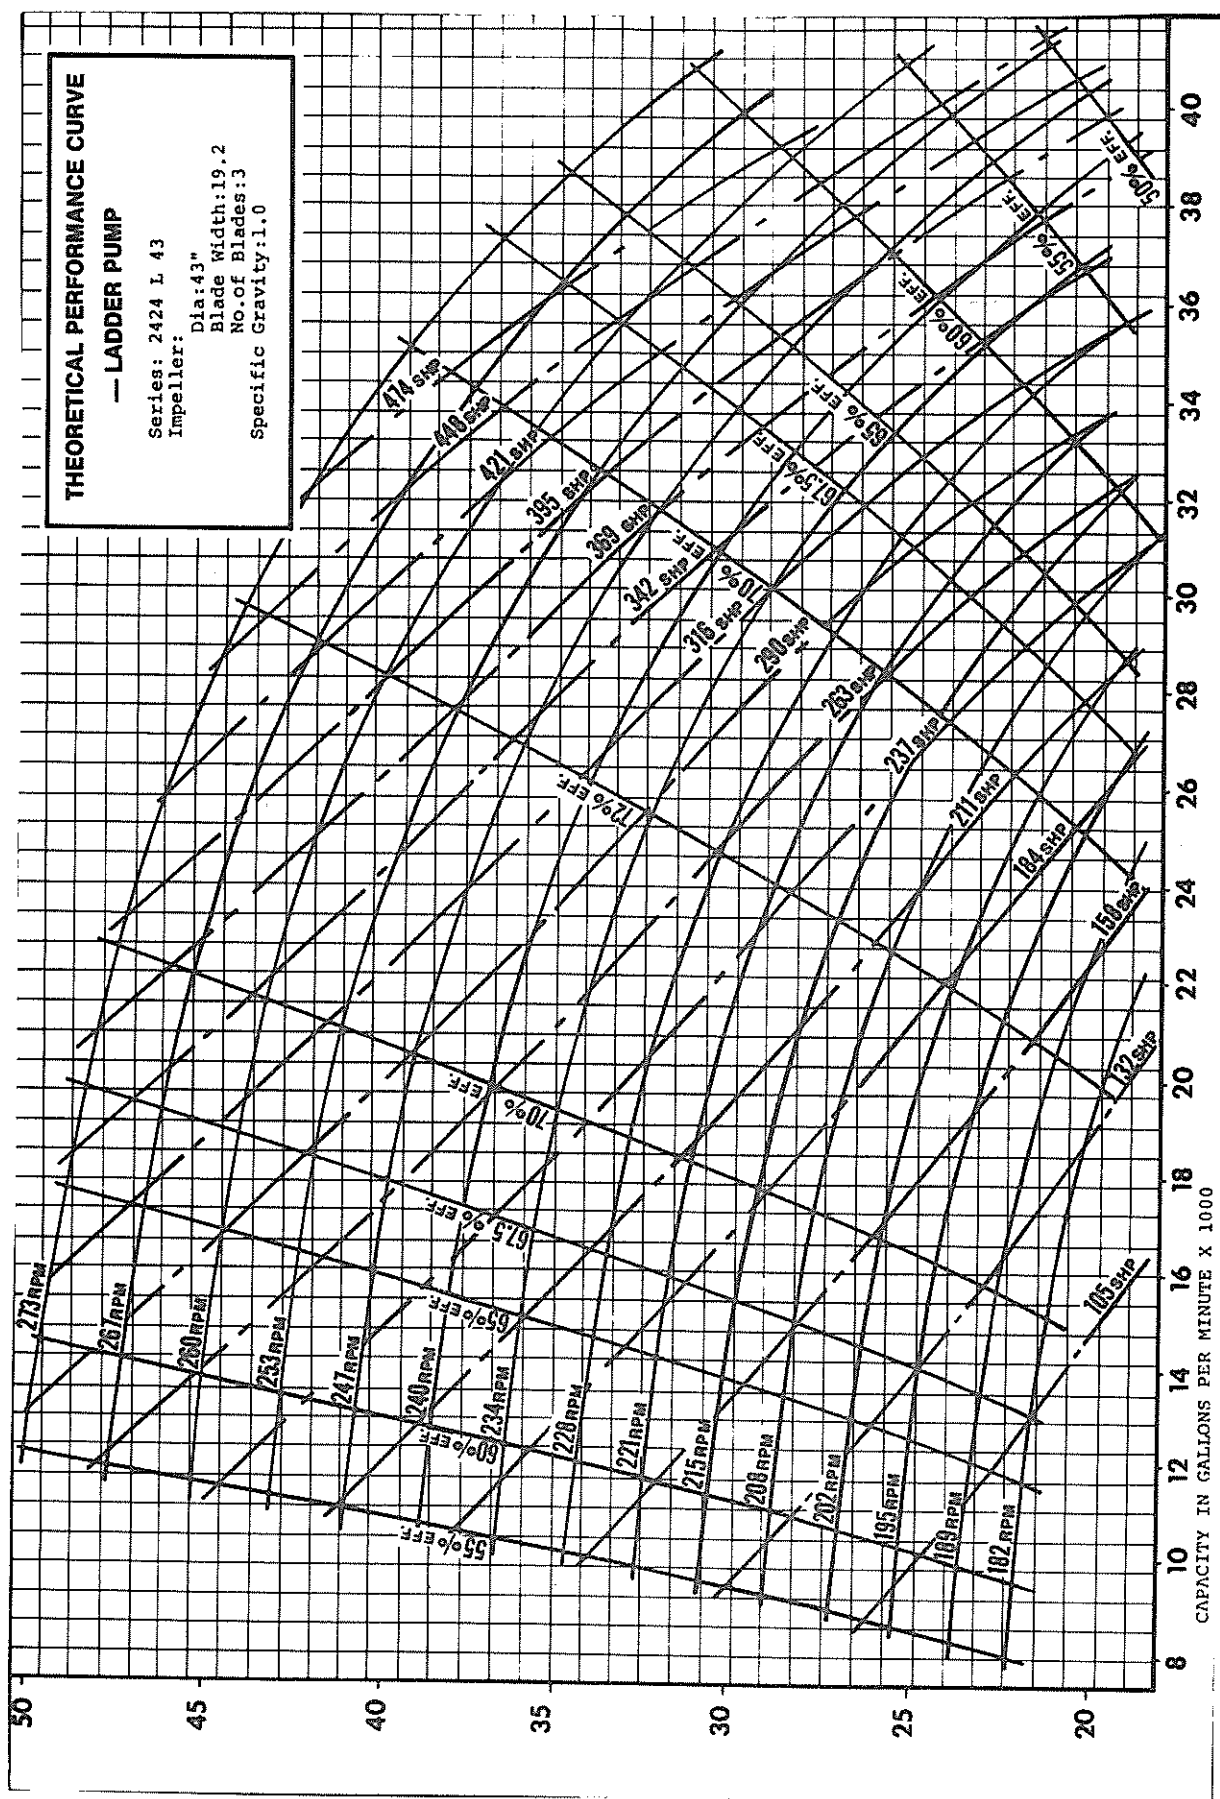 THEORETICAL PERFORMANCE CURVE
— LADDER PUMP
Series: 2424 L 43
Impeller:
Dia:43"
Blade Width:19.2
No.of Blades:3
Specific Gravity:1.0
50
45
40
35
30
25
20
273 RPM
267 RPM
260 RPM
253 RPM
247 RPM
240 RPM
234 RPM
228 RPM
221 RPM
215 RPM
208 RPM
202 RPM
195 RPM
189 RPM
182 RPM
55% EFF.
60% EFF.
65% EFF.
67.5% EFF.
70% EFF.
72% EFF.
70% EFF.
67.5% EFF.
65% EFF.
60% EFF.
55% EFF.
50% EFF.
474 SHP
448 SHP
421 SHP
395 SHP
369 SHP
342 SHP
316 SHP
290 SHP
263 SHP
237 SHP
211 SHP
184 SHP
158 SHP
132 SHP
105 SHP
8
10
12
14
16
18
20
22
24
26
28
30
32
34
36
38
40
CAPACITY IN GALLONS PER MINUTE X 1000